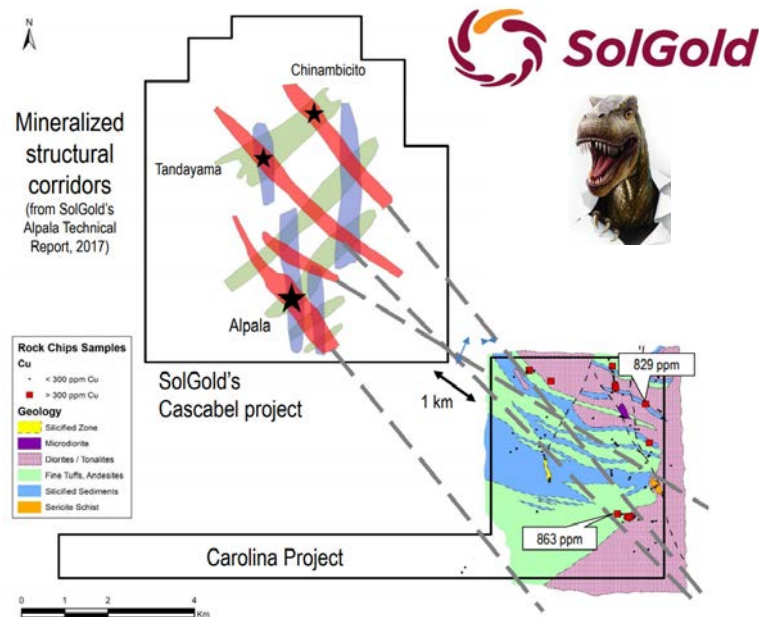 N
SolGold
Chinambicito
Mineralized
structural
corridors
(from SolGold's
Alpala Technical
Report, 2017)
Tandayama
Alpala
Rock Chips Samples
Cu
< 300 ppm Cu
> 300 ppm Cu
Geology
Silicified Zone
Microdiorite
Diorites / Tonalites
Fine Tuffs, Andesites
Silicified Sediments
Sericite Schist
SolGold's
Cascabel project
1 km
829 ppm
863 ppm
Carolina Project
0 1 2 4
Km